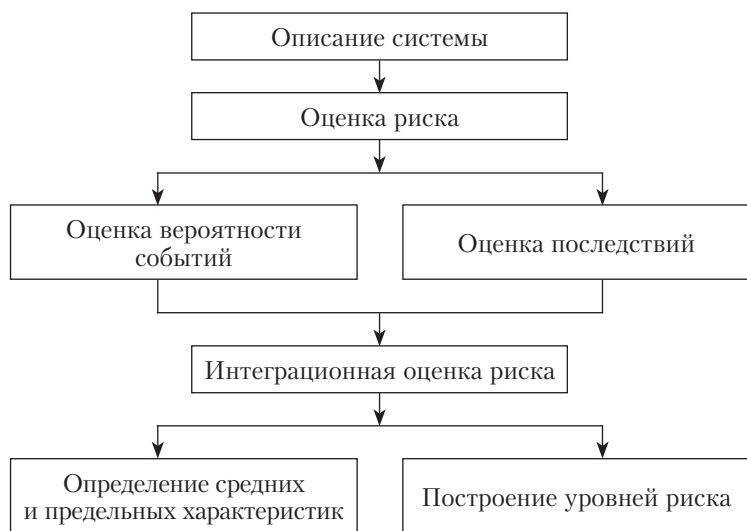 Описание системы
Оценка риска
Оценка вероятности
событий
Оценка последствий
Интеграционная оценка риска
Определение средних
и предельных характеристик
Построение уровней риска